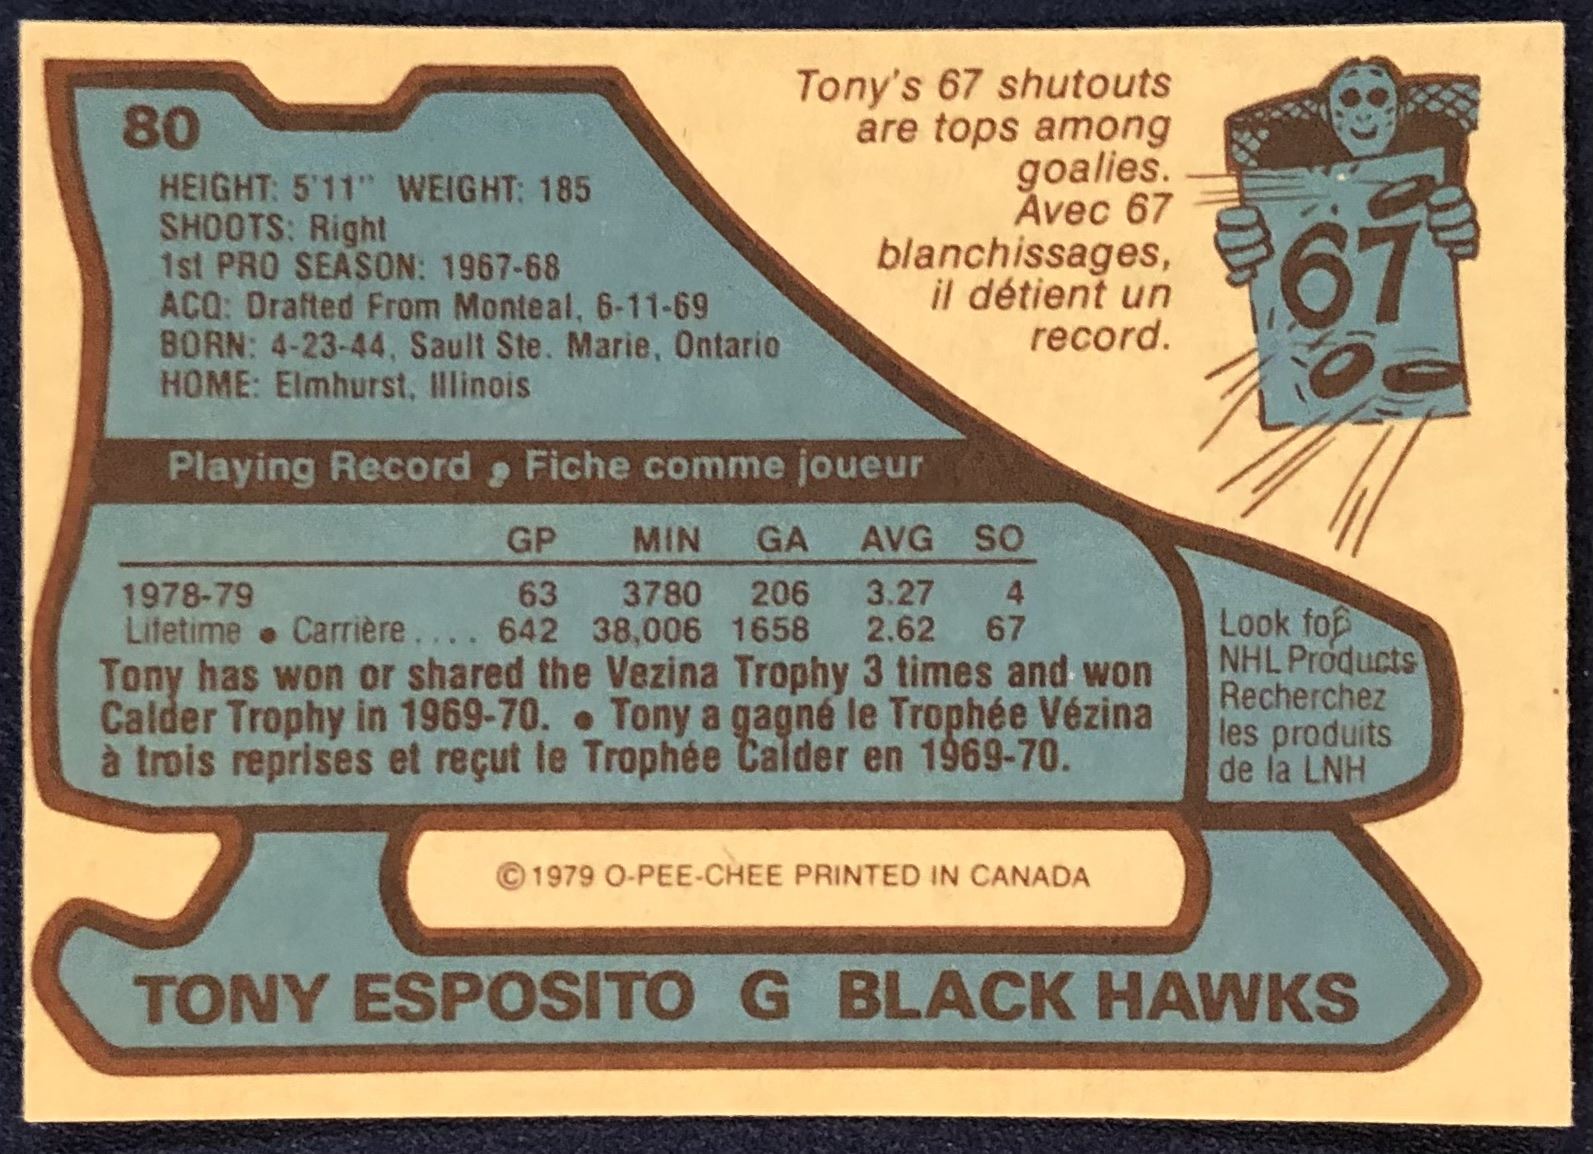 80
HEIGHT: 5'11" WEIGHT: 185
SHOOTS: Right
1st PRO SEASON: 1967-68
ACQ: Drafted From Monteal, 6-11-69
BORN: 4-23-44, Sault Ste. Marie, Ontario
HOME: Elmhurst, Illinois
Tony's 67 shutouts
are tops among
goalies.
Avec 67
blanchissages,
il détient un
record.
67
Playing Record • Fiche comme joueur
GP MIN GA AVG SO
1978-79 63 3780 206 3.27 4
Lifetime • Carrière .... 642 38,006 1658 2.62 67
Tony has won or shared the Vezina Trophy 3 times and won
Calder Trophy in 1969-70. • Tony a gagné le Trophée Vézina
à trois reprises et reçut le Trophée Calder en 1969-70.
Look for
NHL Products
Recherchez
les produits
de la LNH
©1979 O-PEE-CHEE PRINTED IN CANADA
TONY ESPOSITO G BLACK HAWKS